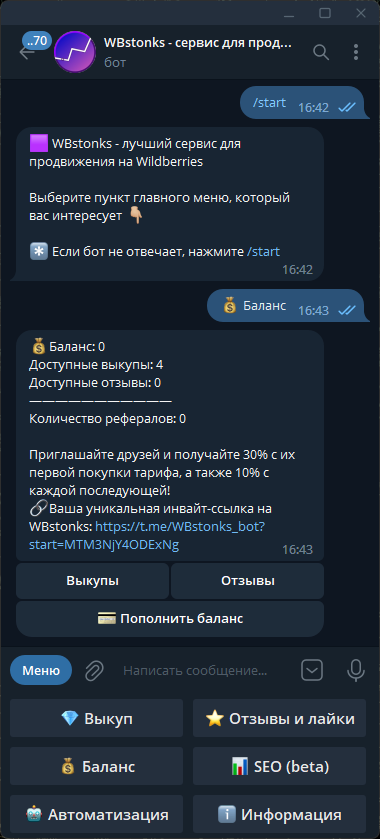 ..70
WBstonks - сервис для прод...
бот
/start 16:42
WBstonks - лучший сервис для
продвижения на Wildberries
Выберите пункт главного меню, который
вас интересует
Если бот не отвечает, нажмите /start
16:42
Баланс 16:43
Баланс: 0
Доступные выкупы: 4
Доступные отзывы: 0
———————————
Количество рефералов: 0
Приглашайте друзей и получайте 30% с их
первой покупки тарифа, а также 10% с
каждой последующей!
Ваша уникальная инвайт-ссылка на
WBstonks: https://t.me/WBstonks_bot?
start=MTM3NjY4ODExNg
16:43
Выкупы Отзывы
Пополнить баланс
Меню Написать сообщение...
Выкуп Отзывы и лайки
Баланс SEO (beta)
Автоматизация Информация